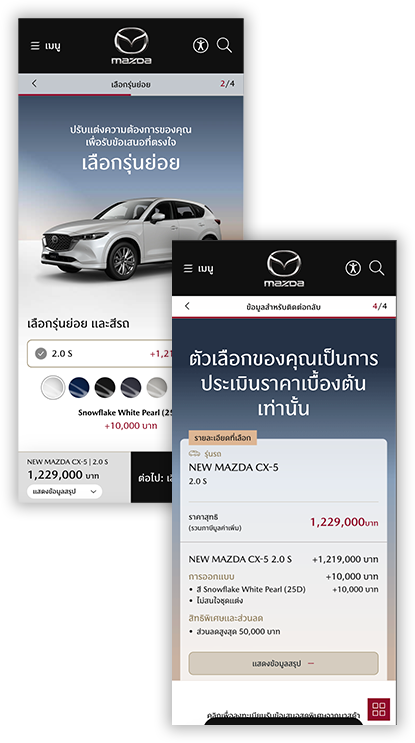 เมนู
mazda
เลือกรุ่นย่อย
2/4
ปรับแต่งความต้องการของคุณ
เพื่อรับข้อเสนอที่ตรงใจ
เลือกรุ่นย่อย
เลือกรุ่นย่อย และสีรถ
2.0 S
Snowflake White Pearl (25
+10,000 บาท
NEW MAZDA CX-5 | 2.0 S
1,229,000 บาท
แสดงข้อมูลสรุป
ต่อไป:
เมนู
mazda
ข้อมูลสำหรับติดต่อกลับ
4/4
ตัวเลือกของคุณเป็นการ
ประเมินราคาเบื้องต้น
เท่านั้น
รายละเอียดที่เลือก
รุ่นรถ
NEW MAZDA CX-5
2.0 S
ราคาสุทธิ
(รวมภาษีมูลค่าเพิ่ม)
1,229,000บาท
NEW MAZDA CX-5 2.0 S +1,219,000 บาท
การออกแบบ +10,000 บาท
• สี Snowflake White Pearl (25D) +10,000 บาท
• ไม่สนใจชุดแต่ง
สิทธิพิเศษและส่วนลด
• ส่วนลดสูงสุด 50,000 บาท
แสดงข้อมูลสรุป